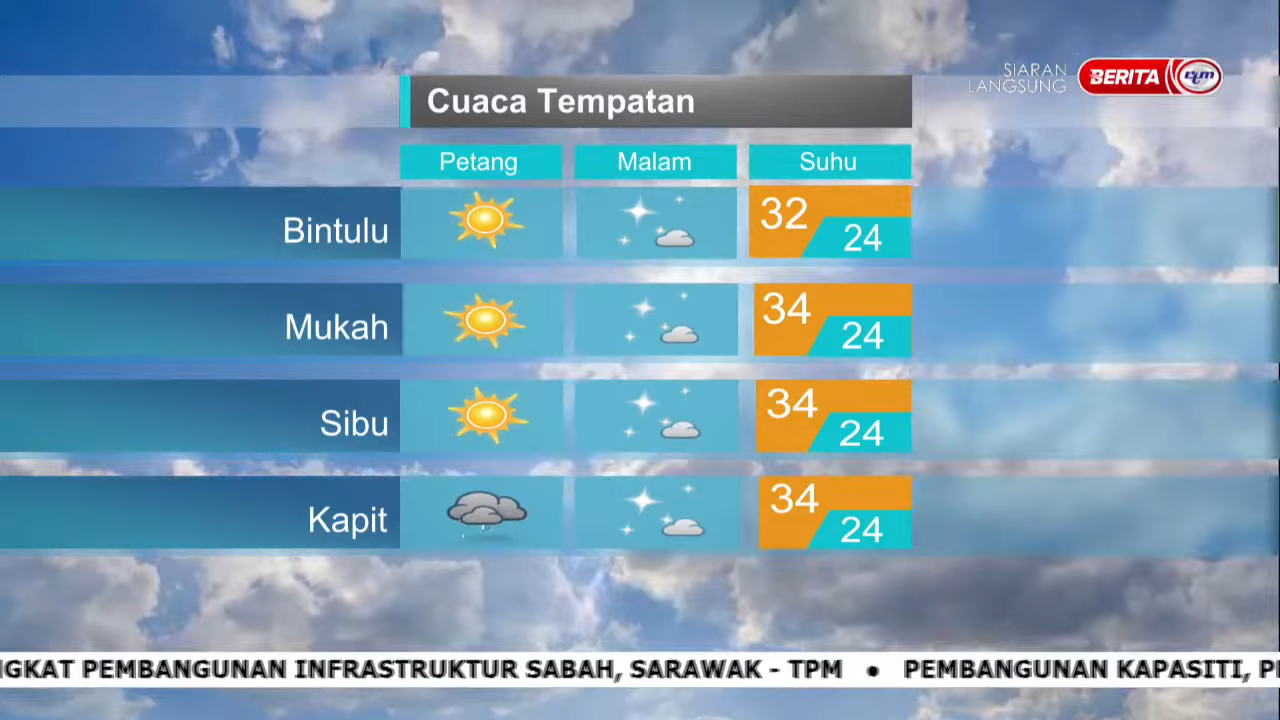 SIARAN
LANGSUNG
BERITA rtm
Cuaca Tempatan
Petang Malam Suhu
Bintulu 32 24
Mukah 34 24
Sibu 34 24
Kapit 34 24
NGKAT PEMBANGUNAN INFRASTRUKTUR SABAH, SARAWAK - TPM • PEMBANGUNAN KAPASITI,